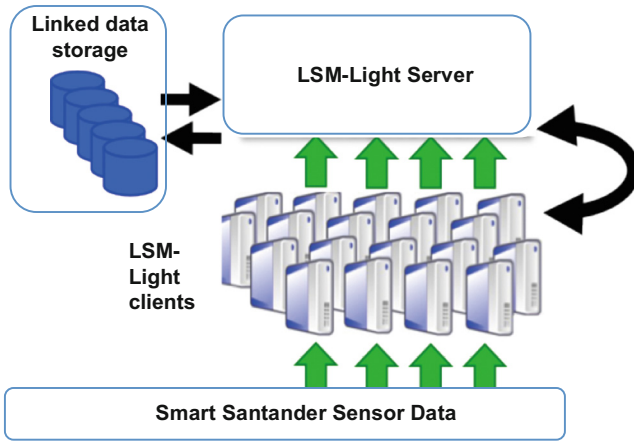 Linked data
storage
LSM-Light Server
LSM-
Light
clients
Smart Santander Sensor Data